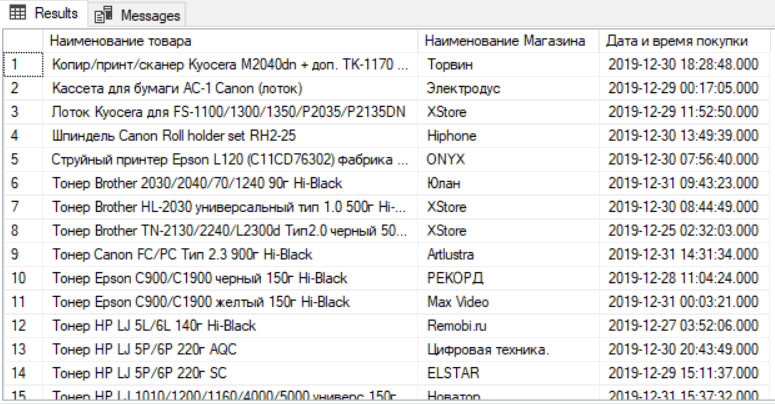 Results Messages
Наименование товара Наименование Магазина Дата и время покупки
1 Копир/принт/сканер Kyocera M2040dn + доп. TK-1170 ... Торвин 2019-12-30 18:28:48.000
2 Кассета для бумаги AC-1 Canon (лоток) Электродус 2019-12-29 00:17:05.000
3 Лоток Kyocera для FS-1100/1300/1350/P2035/P2135DN XStore 2019-12-30 11:52:50.000
4 Шпиндель Canon Roll holder set RH2-25 Hiphone 2019-12-30 13:49:39.000
5 Струйный принтер Epson L120 (C11CD76302) фабрика ... ONYX 2019-12-30 07:56:40.000
6 Тонер Brother 2030/2040/70/1240 90г Hi-Black Юлан 2019-12-31 09:43:23.000
7 Тонер Brother HL-2030 универсальный тип 1.0 500г Hi-... XStore 2019-12-30 08:44:49.000
8 Тонер Brother TN-2130/2240/L2300d Тип2.0 черный 50... XStore 2019-12-25 02:32:03.000
9 Тонер Canon FC/PC Тип 2.3 900г Hi-Black Artlustra 2019-12-31 14:31:34.000
10 Тонер Epson C900/C1900 черный 150г Hi-Black РЕКОРД 2019-12-28 11:04:24.000
11 Тонер Epson C900/C1900 желтый 150г Hi-Black Max Video 2019-12-31 00:03:21.000
12 Тонер HP LJ 5L/6L 140г Hi-Black Remobi.ru 2019-12-27 03:52:06.000
13 Тонер HP LJ 5P/6P 220г AQC Цифровая техника. 2019-12-30 20:43:49.000
14 Тонер HP LJ 5P/6P 220г SC ELSTAR 2019-12-29 15:11:37.000
15 Тонер HP LJ 1010/1200/1160/4000/5000 универс 150г Новатор 2019-12-31 15:37:32.000